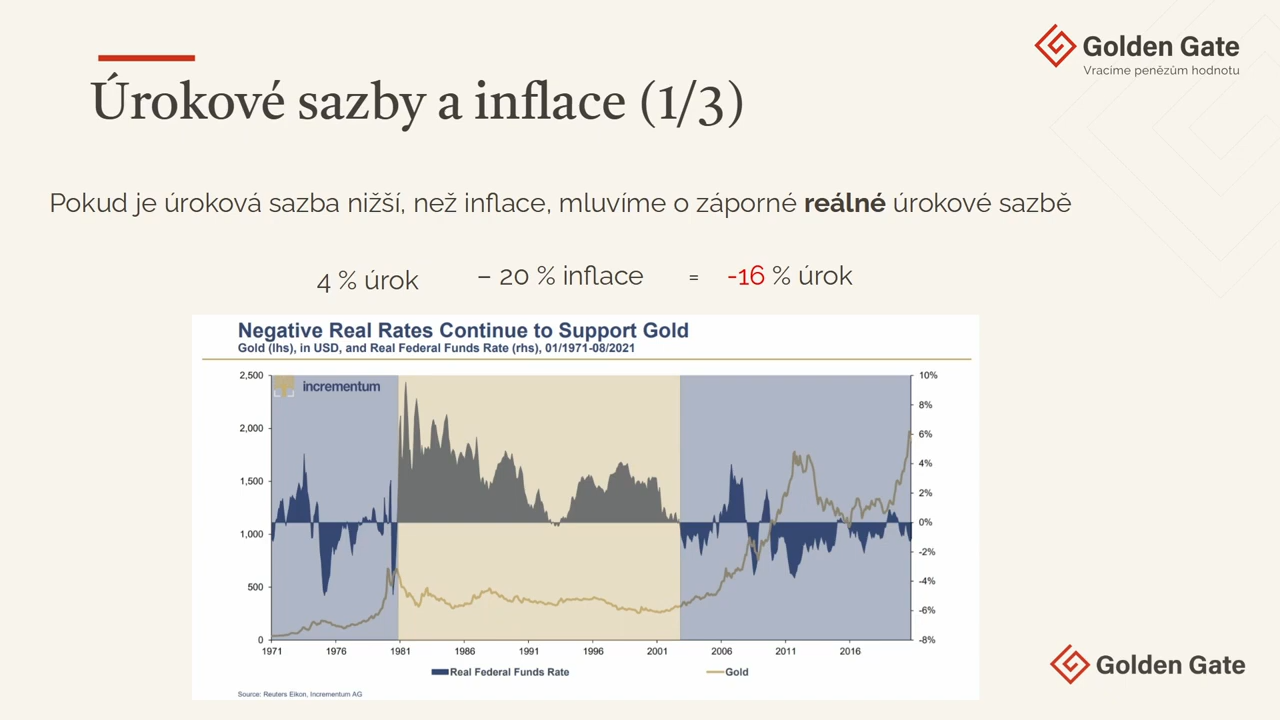 Golden Gate
Vracíme penězům hodnotu
Úrokové sazby a inflace (1/3)
Pokud je úroková sazba nižší, než inflace, mluvíme o záporné reálné úrokové sazbě
4 % úrok – 20 % inflace = -16 % úrok
Negative Real Rates Continue to Support Gold
Gold (lhs), in USD, and Real Federal Funds Rate (rhs), 01/1971-08/2021
incrementum
2,500 10%
8%
2,000
6%
4%
1,500
2%
0%
1,000
-2%
500 -4%
-6%
0 -8%
1971 1976 1981 1986 1991 1996 2001 2006 2011 2016
Real Federal Funds Rate Gold
Source: Reuters Eikon, Incrementum AG
Golden Gate